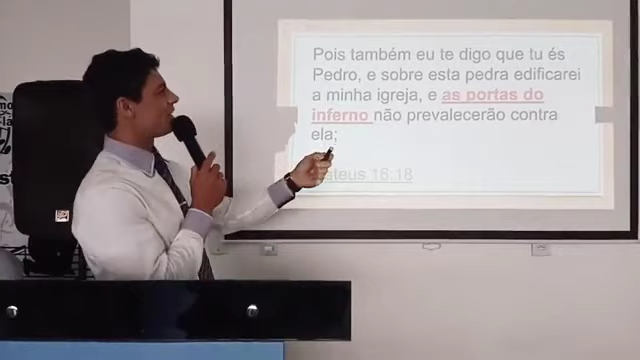 Pois também eu te digo que tu és
Pedro, e sobre esta pedra edificarei
a minha igreja, e as portas do
inferno não prevalecerão contra
ela;
16:18